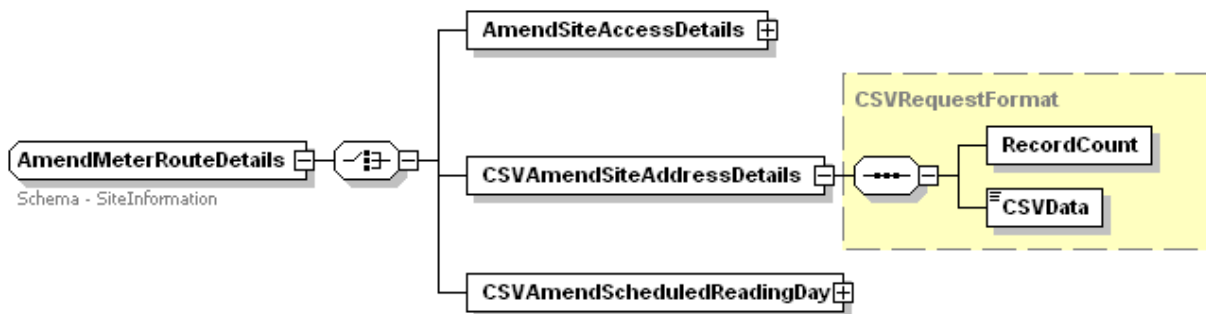 AmendSiteAccessDetails
CSVRequestFormat
AmendMeterRouteDetails
Schema - SiteInformation
CSVAmendSiteAddressDetails
RecordCount
CSVData
CSVAmendScheduledReadingDay